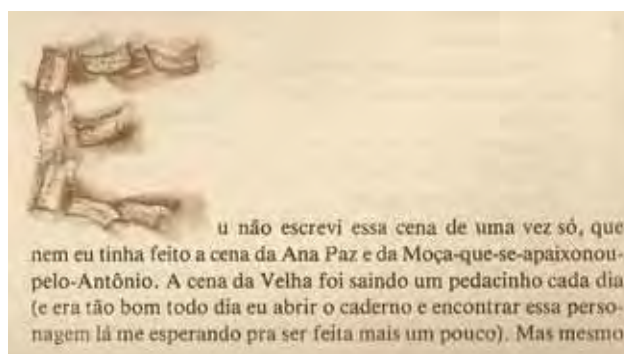 Eu não escrevi essa cena de uma vez só, que
nem eu tinha feito a cena da Ana Paz e da Moça-que-se-apaixonou-
pelo-Antônio. A cena da Velha foi saindo um pedacinho cada dia
(e era tão bom todo dia eu abrir o caderno e encontrar essa perso-
nagem lá me esperando pra ser feita mais um pouco). Mas mesmo